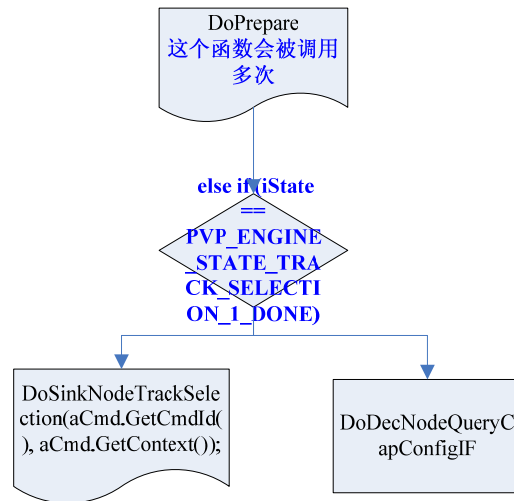 DoPrepare
这个函数会被调用
多次
else if(iState
==
PVP_ENGINE
_STATE_TRA
CK_SELECTI
ON_1_DONE)
DoSinkNodeTrackSele
ction(aCmd.GetCmdId(
), aCmd.GetContext());
DoDecNodeQueryC
apConfigIF